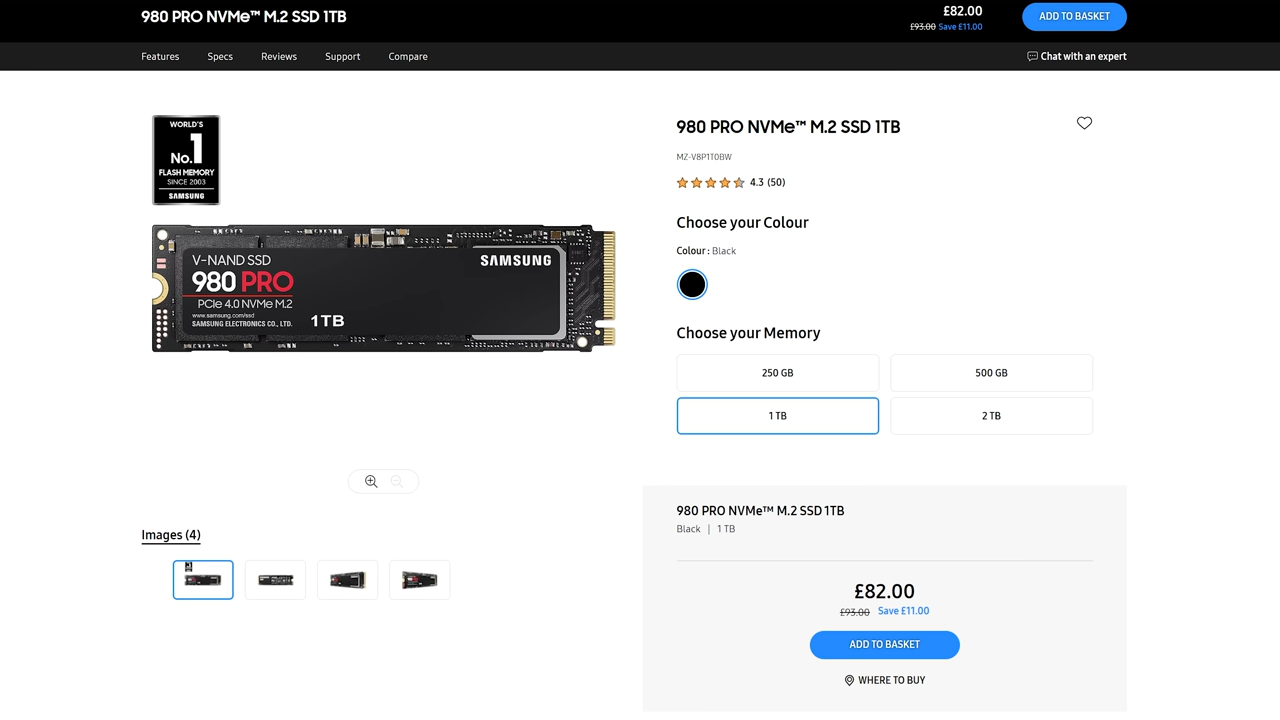 980 PRO NVMe™ M.2 SSD 1TB
£82.00
£93.00 Save £11.00
ADD TO BASKET
Features
Specs
Reviews
Support
Compare
Chat with an expert
WORLD'S
No.1
FLASH MEMORY
SINCE 2003
SAMSUNG
V-NAND SSD
980 PRO
PCIe 4.0 NVMe M.2
www.samsung.com/ssd
SAMSUNG ELECTRONICS CO., LTD.
1TB
SAMSUNG
Images (4)
980 PRO NVMe™ M.2 SSD 1TB
MZ-V8P1T0BW
4.3 (50)
Choose your Colour
Colour : Black
Choose your Memory
250 GB
500 GB
1 TB
2 TB
980 PRO NVMe™ M.2 SSD 1TB
Black | 1 TB
£82.00
£93.00 Save £11.00
ADD TO BASKET
WHERE TO BUY